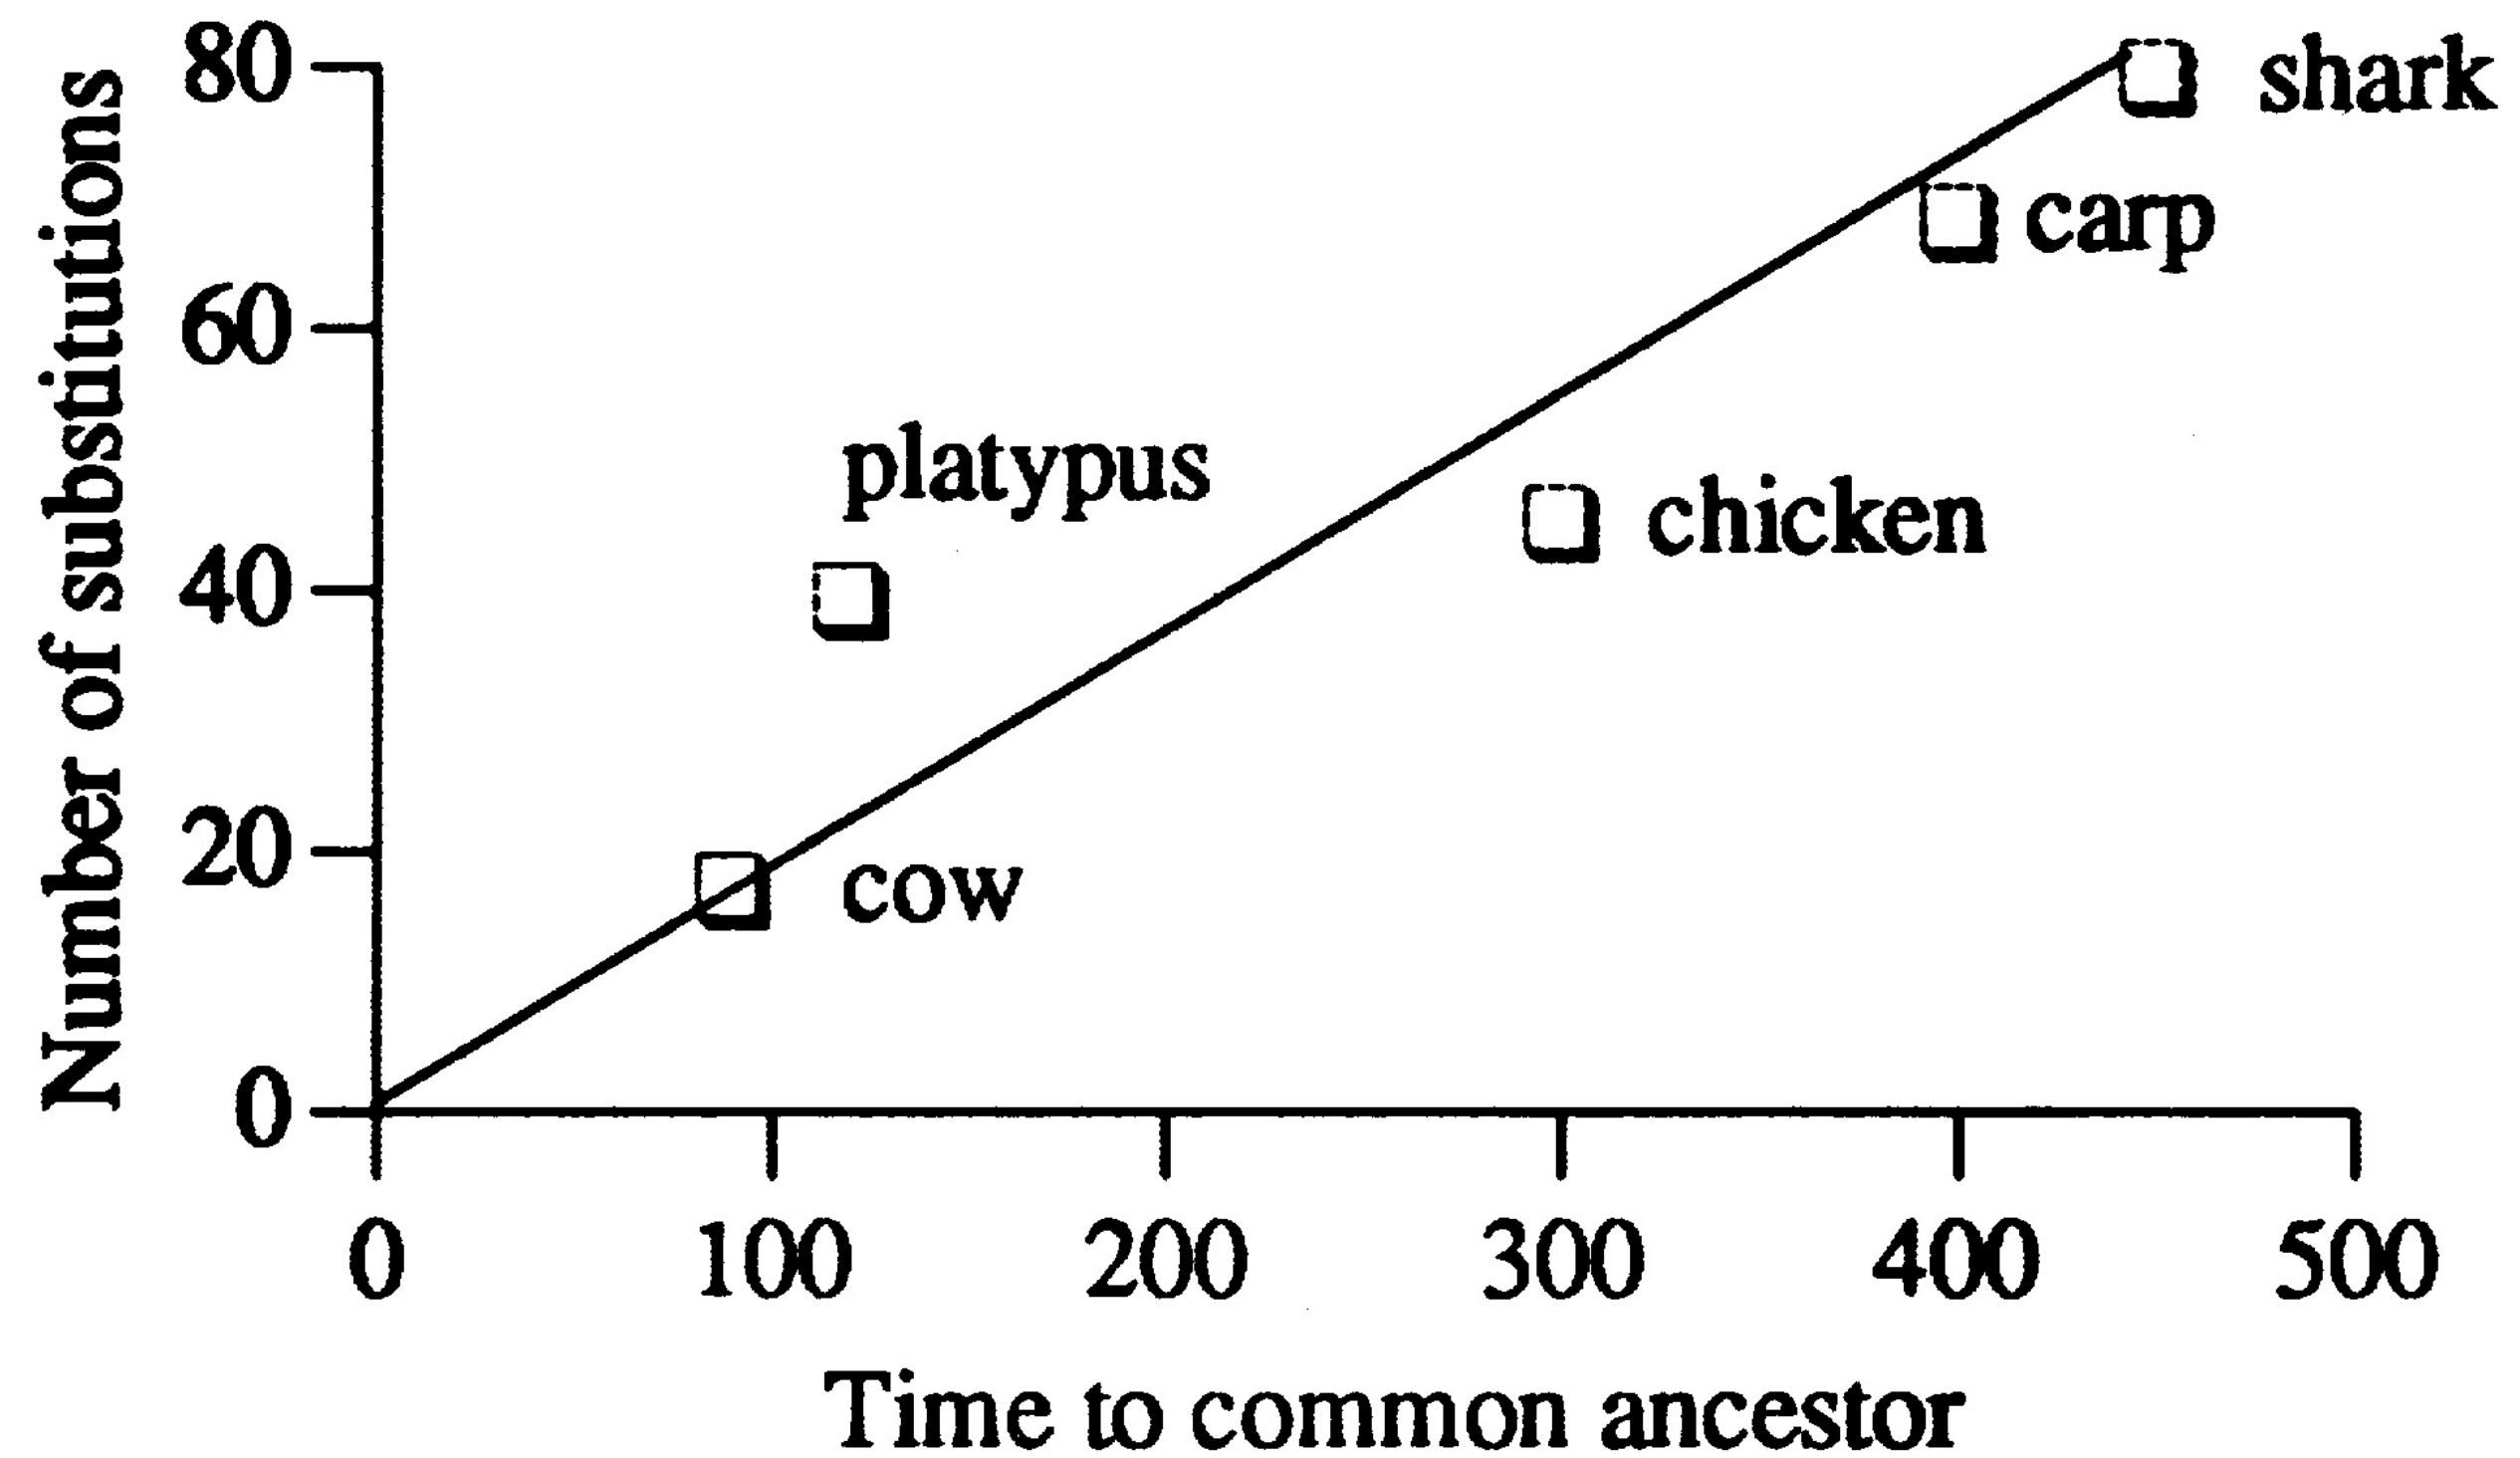 Number of substitutions
80
60
40
20
0
shark
carp
platypus
chicken
cow
0 100 200 300 400 500
Time to common ancestor